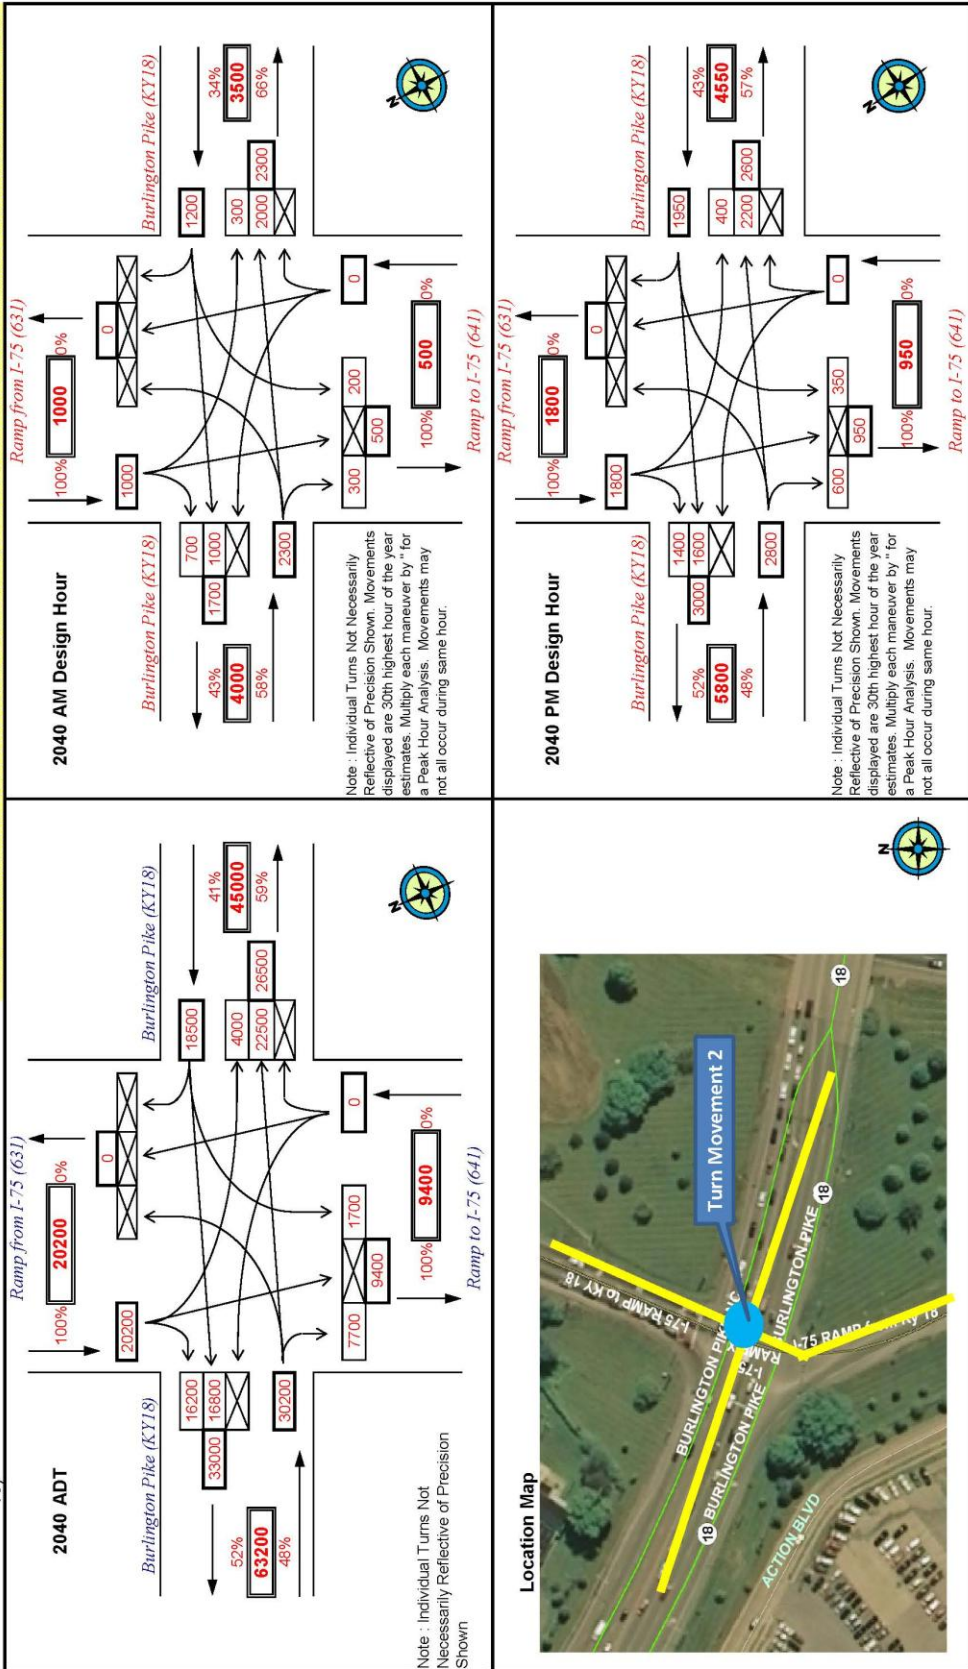 2040 ADT
Ramp from I-75 (631)
100%
20200
0%
20200
0
Burlington Pike (KY18)
Burlington Pike (KY18)
16200
16800
33000
30200
52%
63200
48%
18500
4000
22500
26500
41%
45000
59%
7700
1700
9400
0
100%
9400
0%
Ramp to I-75 (641)
Note : Individual Turns Not
Necessarily Reflective of Precision
Shown
2040 AM Design Hour
Ramp from I-75 (631)
100%
1000
0%
1000
0
Burlington Pike (KY18)
Burlington Pike (KY18)
700
1000
1700
2300
43%
4000
58%
1200
300
2000
2300
34%
3500
66%
300
200
500
0
100%
500
0%
Ramp to I-75 (641)
Note : Individual Turns Not Necessarily
Reflective of Precision Shown. Movements
displayed are 30th highest hour of the year
estimates. Multiply each maneuver by " for
a Peak Hour Analysis. Movements may
not all occur during same hour.
N
N
Location Map
Turn Movement 2
I-75 RAMP to KY 18
BURLINGTON PIKE
BURLINGTON PIKE
18
18
18
BURLINGTON PIKE
I-75
ACTION BLVD
N
2040 PM Design Hour
Ramp from I-75 (631)
100%
1800
0%
1800
0
Burlington Pike (KY18)
Burlington Pike (KY18)
1400
1600
3000
2800
52%
5800
48%
1950
400
2200
2600
43%
4550
57%
600
350
950
0
100%
950
0%
Ramp to I-75 (641)
Note : Individual Turns Not Necessarily
Reflective of Precision Shown. Movements
displayed are 30th highest hour of the year
estimates. Multiply each maneuver by " for
a Peak Hour Analysis. Movements may
not all occur during same hour.
N